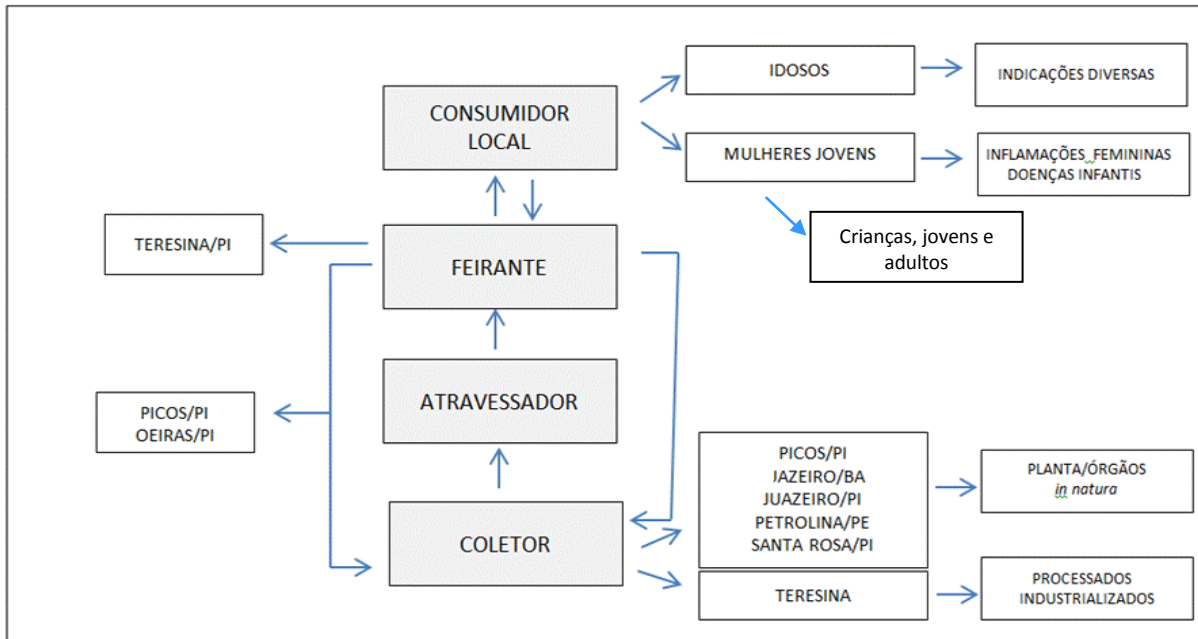 IDOSOS
INDICAÇÕES DIVERSAS
CONSUMIDOR
LOCAL
MULHERES JOVENS
INFLAMAÇÕES FEMININAS
DOENÇAS INFANTIS
Crianças, jovens e
adultos
TERESINA/PI
FEIRANTE
ATRAVESSADOR
PICOS/PI
OEIRAS/PI
PICOS/PI
JAZEIRO/BA
JUAZEIRO/PI
PETROLINA/PE
SANTA ROSA/PI
PLANTA/ÓRGÃOS
in natura
COLETOR
TERESINA
PROCESSADOS
INDUSTRIALIZADOS